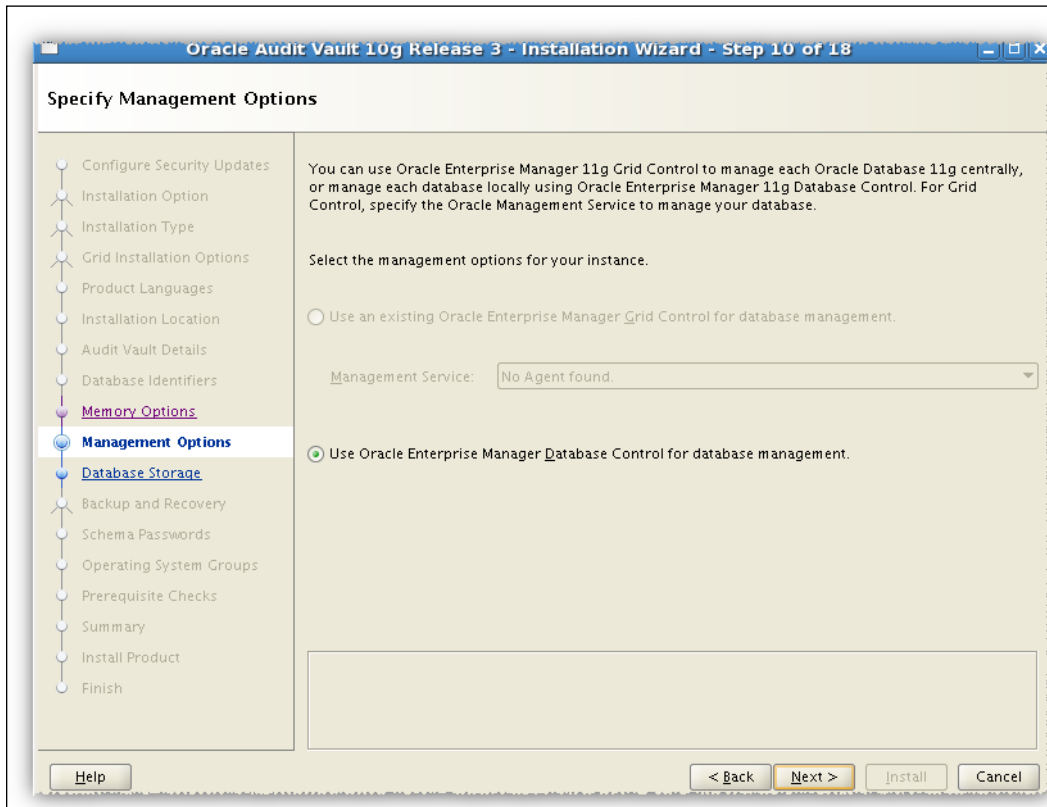 Oracle Audit Vault 10g Release 3 - Installation Wizard - Step 10 of 18
Specify Management Options
Configure Security Updates
Installation Option
Installation Type
Grid Installation Options
Product Languages
Installation Location
Audit Vault Details
Database Identifiers
Memory Options
Management Options
Database Storage
Backup and Recovery
Schema Passwords
Operating System Groups
Prerequisite Checks
Summary
Install Product
Finish
You can use Oracle Enterprise Manager 11g Grid Control to manage each Oracle Database 11g centrally,
or manage each database locally using Oracle Enterprise Manager 11g Database Control. For Grid
Control, specify the Oracle Management Service to manage your database.
Select the management options for your instance.
Use an existing Oracle Enterprise Manager Grid Control for database management.
Management Service: No Agent found.
Use Oracle Enterprise Manager Database Control for database management.
Help
< Back Next > Install Cancel